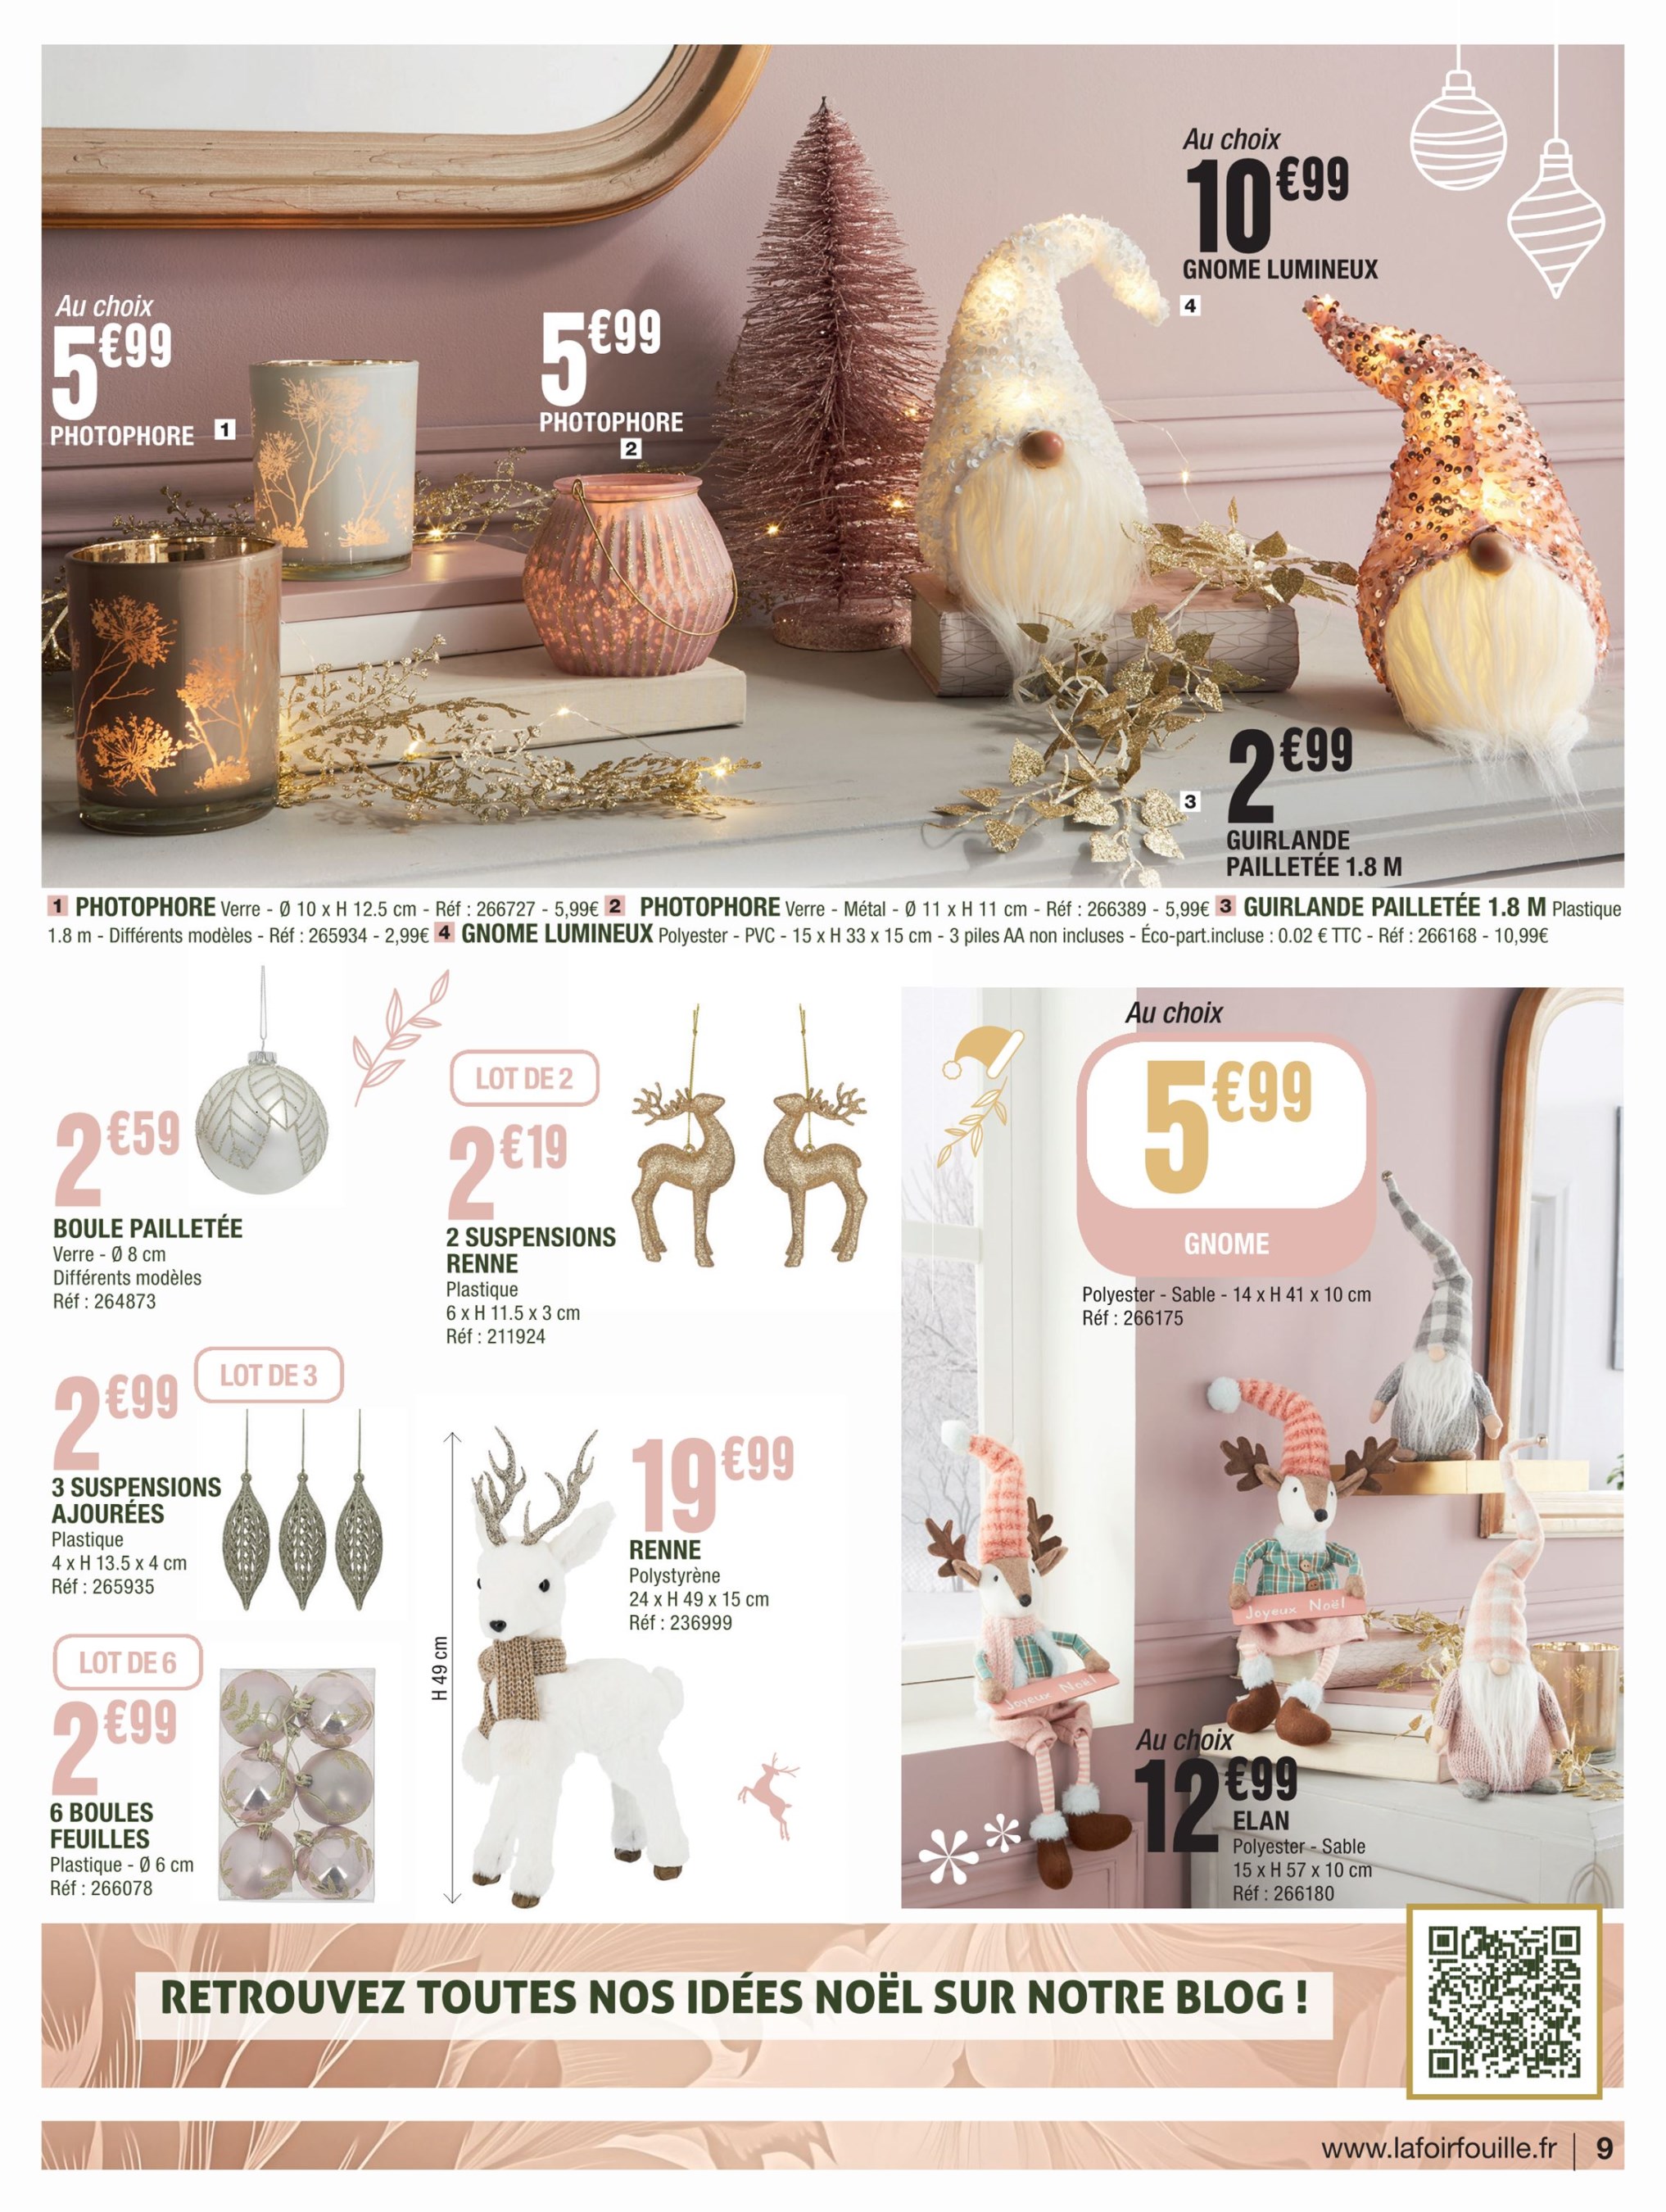 Au choix
10€99
GNOME LUMINEUX
4
Au choix
5€99
PHOTOPHORE 1
5€99
PHOTOPHORE
2
3
2€99
GUIRLANDE
PAILLETÉE 1.8 M
1 PHOTOPHORE Verre - Ø 10 x H 12.5 cm - Réf : 266727 - 5,99€ 2 PHOTOPHORE Verre - Métal - Ø 11 x H 11 cm - Réf : 266389 - 5,99€ 3 GUIRLANDE PAILLETÉE 1.8 M Plastique
1.8 m - Différents modèles - Réf : 265934 - 2,99€ 4 GNOME LUMINEUX Polyester - PVC - 15 x H 33 x 15 cm - 3 piles AA non incluses - Éco-part.incluse : 0.02 € TTC - Réf : 266168 - 10,99€
2€59
BOULE PAILLETÉE
Verre - Ø 8 cm
Différents modèles
Réf : 264873
LOT DE 2
2€19
2 SUSPENSIONS
RENNE
Plastique
6 x H 11.5 x 3 cm
Réf : 211924
LOT DE 3
2€99
3 SUSPENSIONS
AJOURÉES
Plastique
4 x H 13.5 x 4 cm
Réf : 265935
LOT DE 6
2€99
6 BOULES
FEUILLES
Plastique - Ø 6 cm
Réf : 266078
H 49 cm
19€99
RENNE
Polystyrène
24 x H 49 x 15 cm
Réf : 236999
Au choix
5€99
GNOME
Polyester - Sable - 14 x H 41 x 10 cm
Réf : 266175
Joyeux Noël
Joyeux Noël
Au choix
12€99
ELAN
Polyester - Sable
15 x H 57 x 10 cm
Réf : 266180
RETROUVEZ TOUTES NOS IDÉES NOËL SUR NOTRE BLOG !
www.lafoirfouille.fr | 9